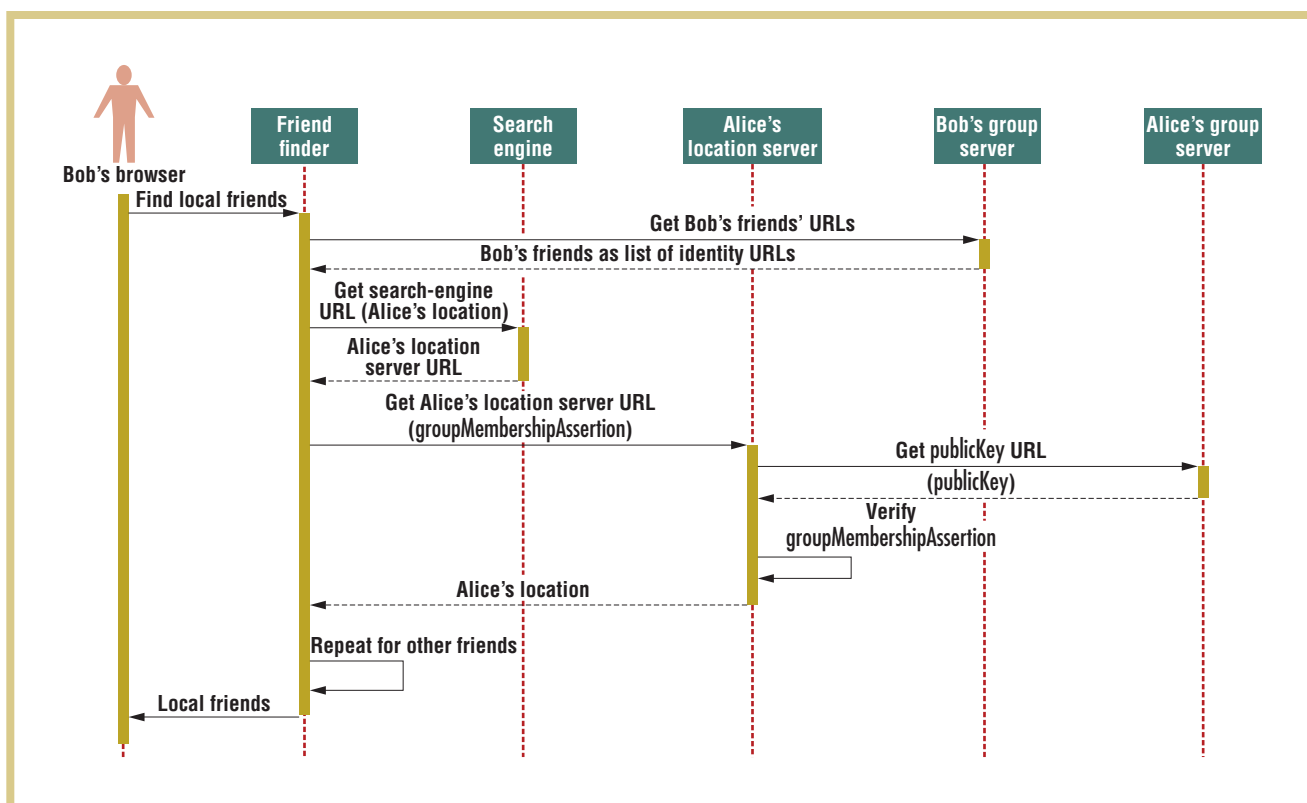 Friend
finder
Search
engine
Alice's
location server
Bob's group
server
Alice's group
server
Bob's browser
Find local friends
Get Bob's friends' URLs
Bob's friends as list of identity URLs
Get search-engine
URL (Alice's location)
Alice's location
server URL
Get Alice's location server URL
(groupMembershipAssertion)
Get publicKey URL
(publicKey)
Verify
groupMembershipAssertion
Alice's location
Repeat for other friends
Local friends